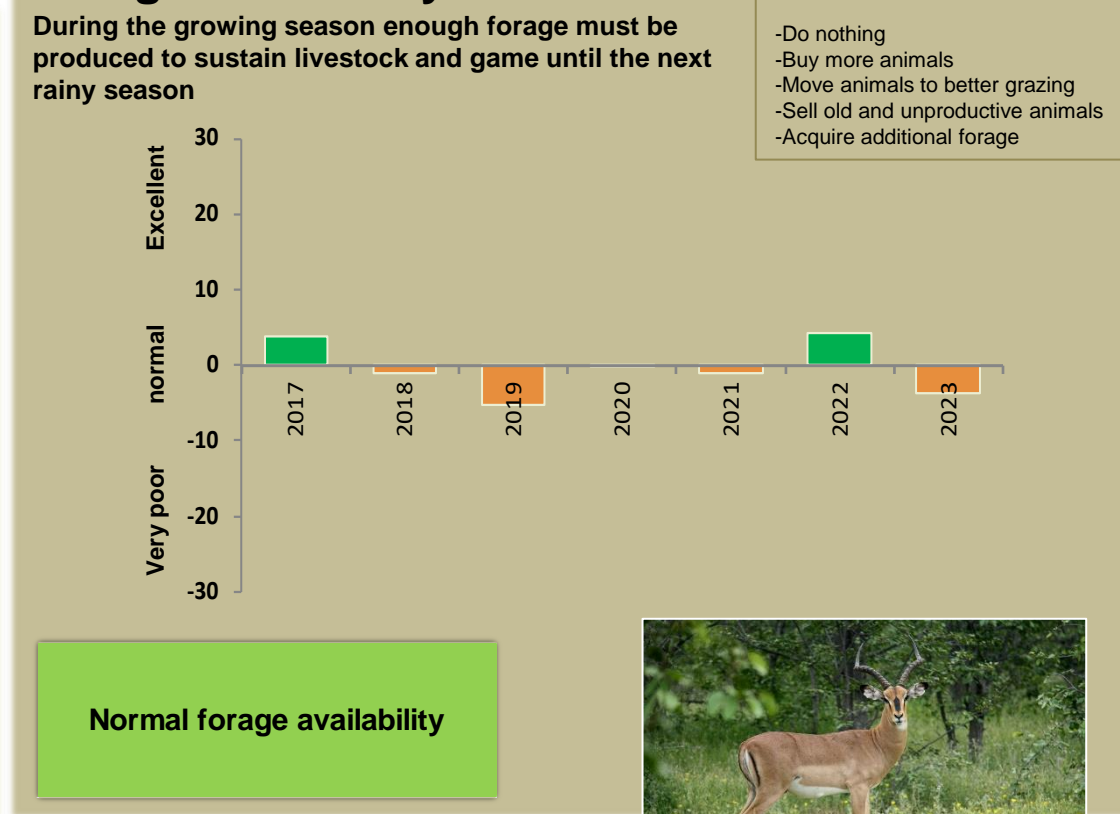 During the growing season enough forage must be
produced to sustain livestock and game until the next
rainy season
-Do nothing
-Buy more animals
-Move animals to better grazing
-Sell old and unproductive animals
-Acquire additional forage
Excellent
normal
Very poor
30
20
10
0
-10
-20
-30
2017
2018
2019
2020
2021
2022
2023
Normal forage availability